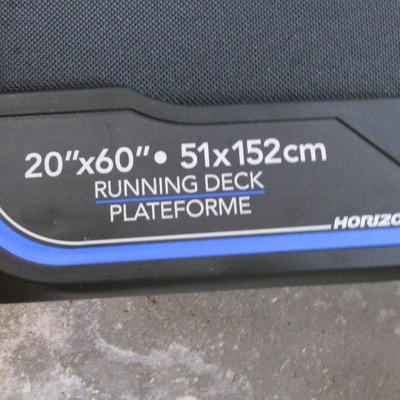 20"x60" • 51x152cm
RUNNING DECK
PLATEFORME
HORIZO